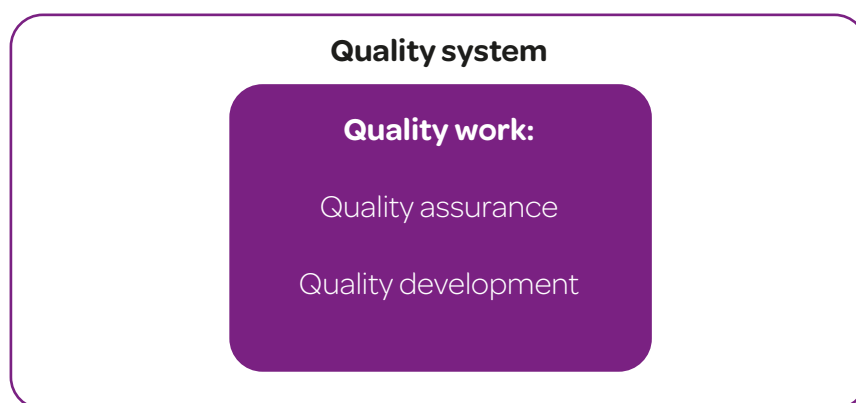 Quality system
Quality work:
Quality assurance
Quality development